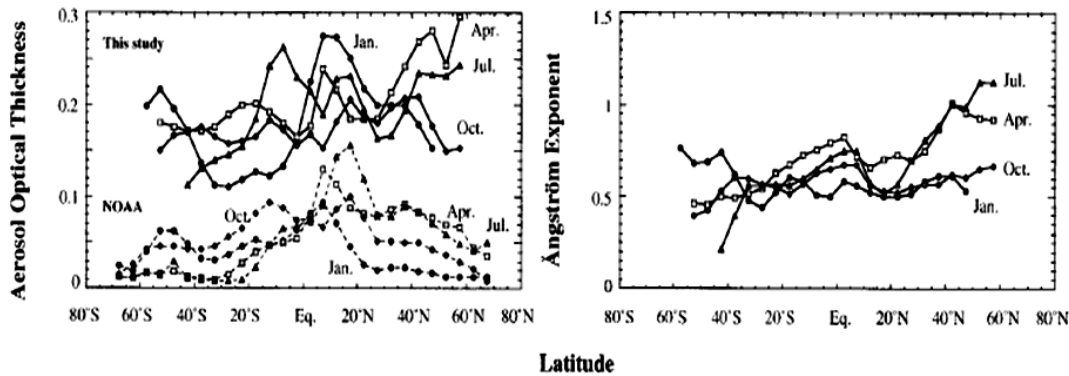 Aerosol Optical Thickness
0.3
0.2
0.1
0
This study
Jan.
Apr.
Jul.
Oct.
NOAA
Oct.
Apr.
Jul.
Jan.
80°S 60°S 40°S 20°S Eq. 20°N 40°N 60°N 80°N
Ångström Exponent
1.5
1
0.5
0
Jul.
Apr.
Oct.
Jan.
80°S 60°S 40°S 20°S Eq. 20°N 40°N 60°N 80°N
Latitude